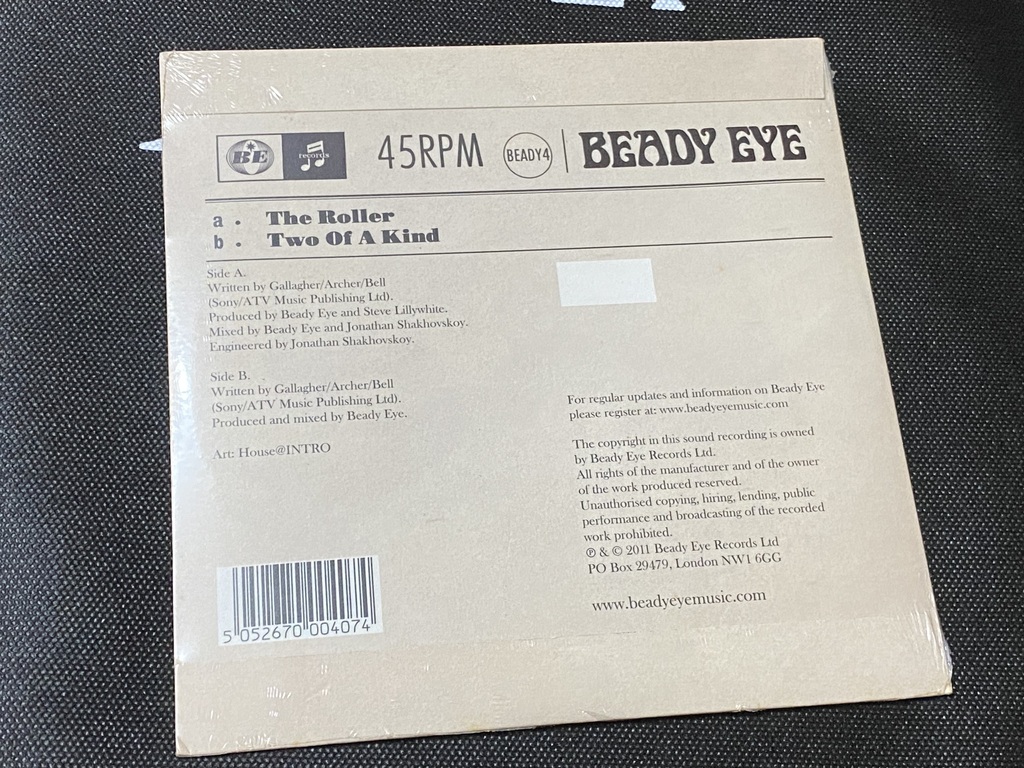 BE
records
45RPM
BEADY4
BEADY EYE
a . The Roller
b . Two Of A Kind
Side A.
Written by Gallagher/Archer/Bell
(Sony/ATV Music Publishing Ltd).
Produced by Beady Eye and Steve Lillywhite.
Mixed by Beady Eye and Jonathan Shakhovskoy.
Engineered by Jonathan Shakhovskoy.
Side B.
Written by Gallagher/Archer/Bell
(Sony/ATV Music Publishing Ltd).
Produced and mixed by Beady Eye.
Art: House@INTRO
For regular updates and information on Beady Eye
please register at: www.beadyeyemusic.com
The copyright in this sound recording is owned
by Beady Eye Records Ltd.
All rights of the manufacturer and of the owner
of the work produced reserved.
Unauthorised copying, hiring, lending, public
performance and broadcasting of the recorded
work prohibited.
℗ & © 2011 Beady Eye Records Ltd
PO Box 29479, London NW1 6GG
www.beadyeyemusic.com
5 052670 004074